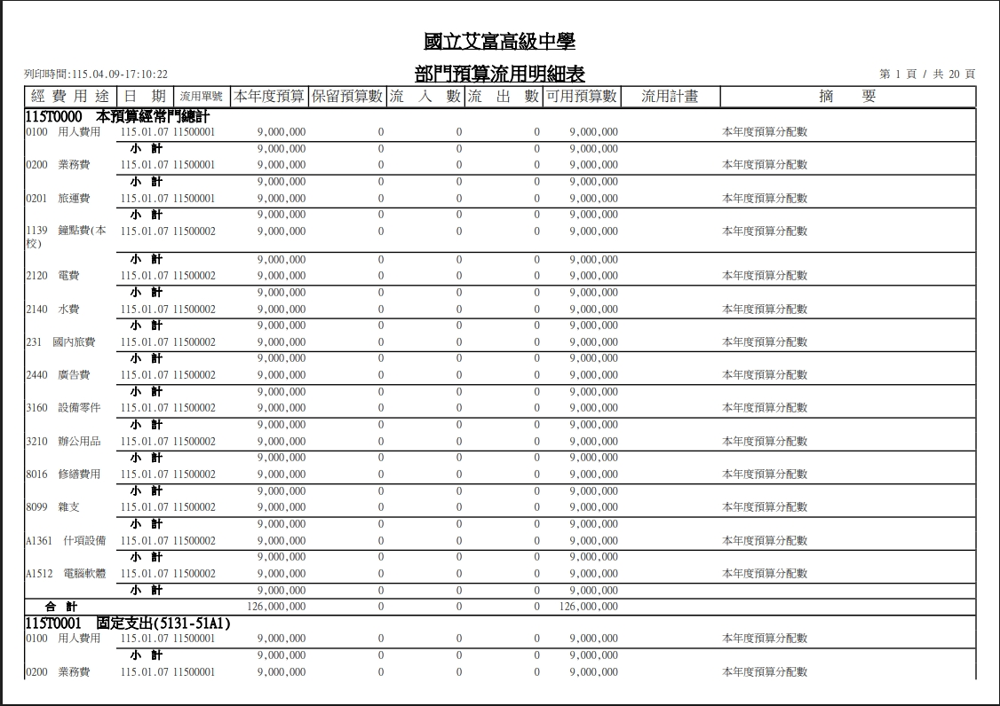 國立艾富高級中學
列印時間:115.04.09-17:10:22 部門預算流用明細表 第 1 頁 / 共 20 頁
經 費 用 途 日 期 流用單號 本年度預算 保留預算數 流 入 數 流 出 數 可用預算數 流用計畫 摘 要
115T0000 本預算經常門總計
0100 用人費用 115.01.07 11500001 9,000,000 0 0 0 9,000,000 本年度預算分配數
小 計 9,000,000 0 0 0 9,000,000
0200 業務費 115.01.07 11500001 9,000,000 0 0 0 9,000,000 本年度預算分配數
小 計 9,000,000 0 0 0 9,000,000
0201 旅運費 115.01.07 11500001 9,000,000 0 0 0 9,000,000 本年度預算分配數
小 計 9,000,000 0 0 0 9,000,000
1139 鐘點費(本 115.01.07 11500002 9,000,000 0 0 0 9,000,000 本年度預算分配數
校)
小 計 9,000,000 0 0 0 9,000,000
2120 電費 115.01.07 11500002 9,000,000 0 0 0 9,000,000 本年度預算分配數
小 計 9,000,000 0 0 0 9,000,000
2140 水費 115.01.07 11500002 9,000,000 0 0 0 9,000,000 本年度預算分配數
小 計 9,000,000 0 0 0 9,000,000
231 國內旅費 115.01.07 11500002 9,000,000 0 0 0 9,000,000 本年度預算分配數
小 計 9,000,000 0 0 0 9,000,000
2440 廣告費 115.01.07 11500002 9,000,000 0 0 0 9,000,000 本年度預算分配數
小 計 9,000,000 0 0 0 9,000,000
3160 設備零件 115.01.07 11500002 9,000,000 0 0 0 9,000,000 本年度預算分配數
小 計 9,000,000 0 0 0 9,000,000
3210 辦公用品 115.01.07 11500002 9,000,000 0 0 0 9,000,000 本年度預算分配數
小 計 9,000,000 0 0 0 9,000,000
8016 修繕費用 115.01.07 11500002 9,000,000 0 0 0 9,000,000 本年度預算分配數
小 計 9,000,000 0 0 0 9,000,000
8099 雜支 115.01.07 11500002 9,000,000 0 0 0 9,000,000 本年度預算分配數
小 計 9,000,000 0 0 0 9,000,000
A1361 什項設備 115.01.07 11500002 9,000,000 0 0 0 9,000,000 本年度預算分配數
小 計 9,000,000 0 0 0 9,000,000
A1512 電腦軟體 115.01.07 11500002 9,000,000 0 0 0 9,000,000 本年度預算分配數
小 計 9,000,000 0 0 0 9,000,000
合 計 126,000,000 0 0 0 126,000,000
115T0001 固定支出(5131-51A1)
0100 用人費用 115.01.07 11500001 9,000,000 0 0 0 9,000,000 本年度預算分配數
小 計 9,000,000 0 0 0 9,000,000
0200 業務費 115.01.07 11500001 9,000,000 0 0 0 9,000,000 本年度預算分配數